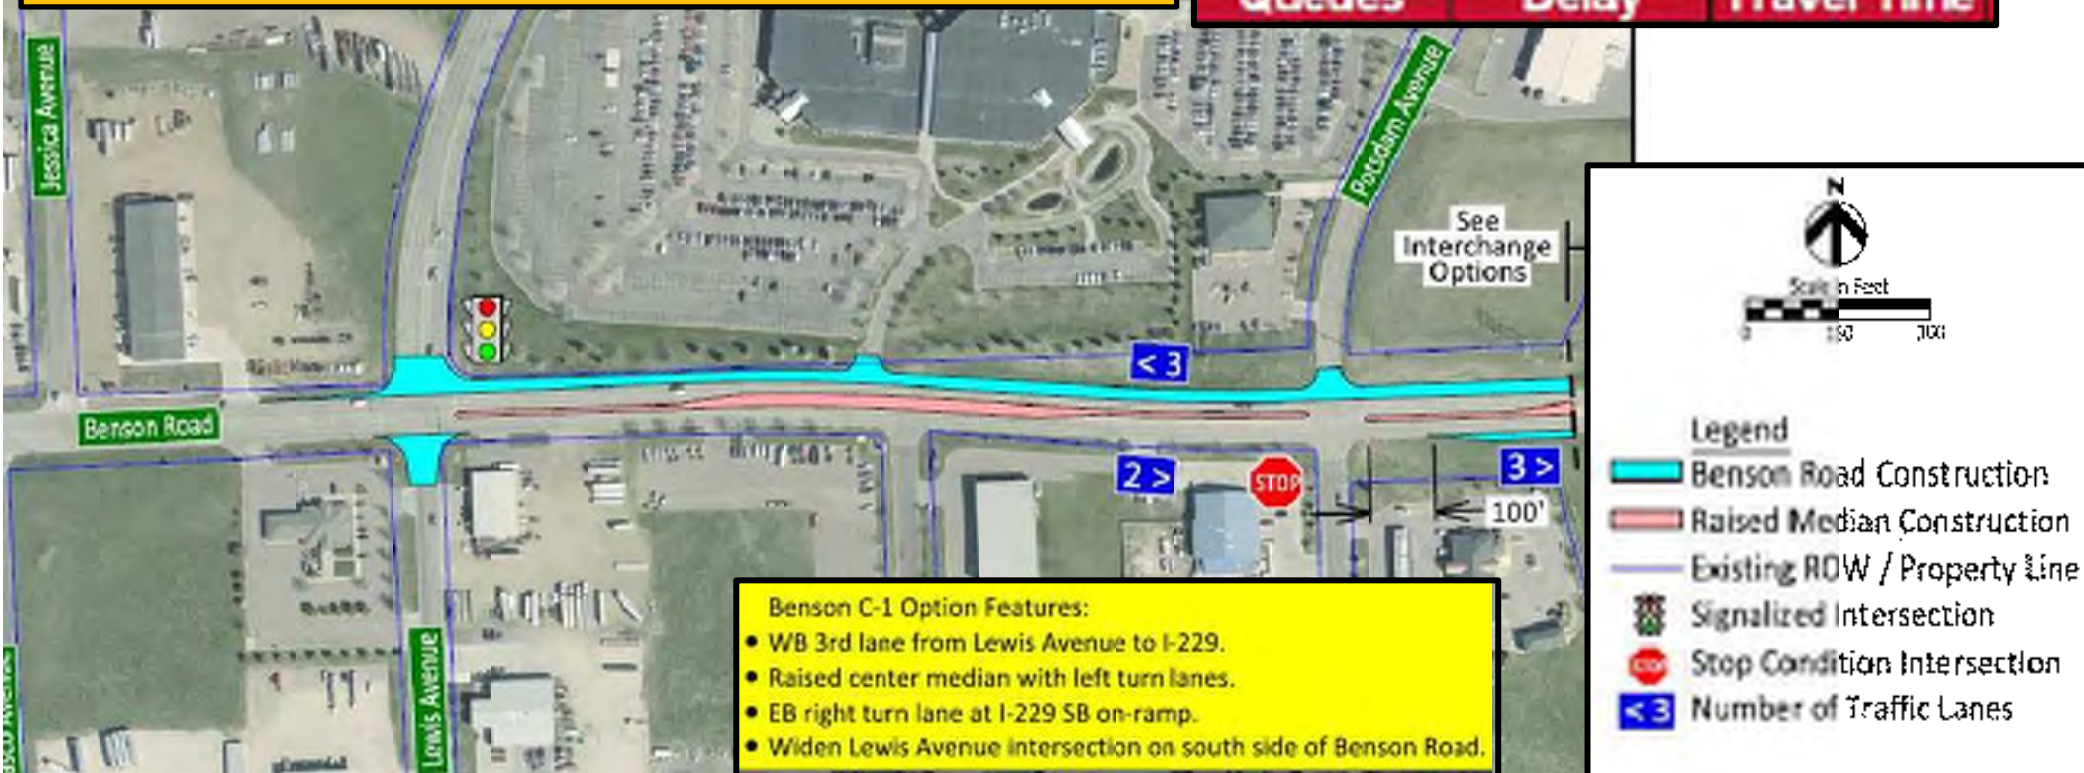 Queues Delay Travel Time
Jessica Avenue
Potsdam Avenue
See
Interchange
Options
< 3
Benson Road
2 >
STOP
3 >
100'
Lewis Avenue
Benson C-1 Option Features:
• WB 3rd lane from Lewis Avenue to I-229.
• Raised center median with left turn lanes.
• EB right turn lane at I-229 SB on-ramp.
• Widen Lewis Avenue intersection on south side of Benson Road.
N
Scale in Feet
0
Legend
Benson Road Construction
Raised Median Construction
Existing ROW / Property Line
Signalized Intersection
STOP Stop Condition Intersection
< 3 Number of Traffic Lanes